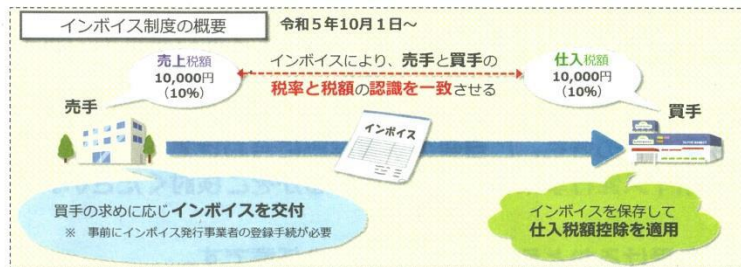 インボイス制度の概要
令和5年10月1日～
売上税額
10,000円
（10%）
インボイスにより、売手と買手の
税率と税額の認識を一致させる
仕入税額
10,000円
（10%）
売手
買手
インボイス
買手の求めに応じインボイスを交付
※ 事前にインボイス発行事業者の登録手続が必要
インボイスを保存して
仕入税額控除を適用